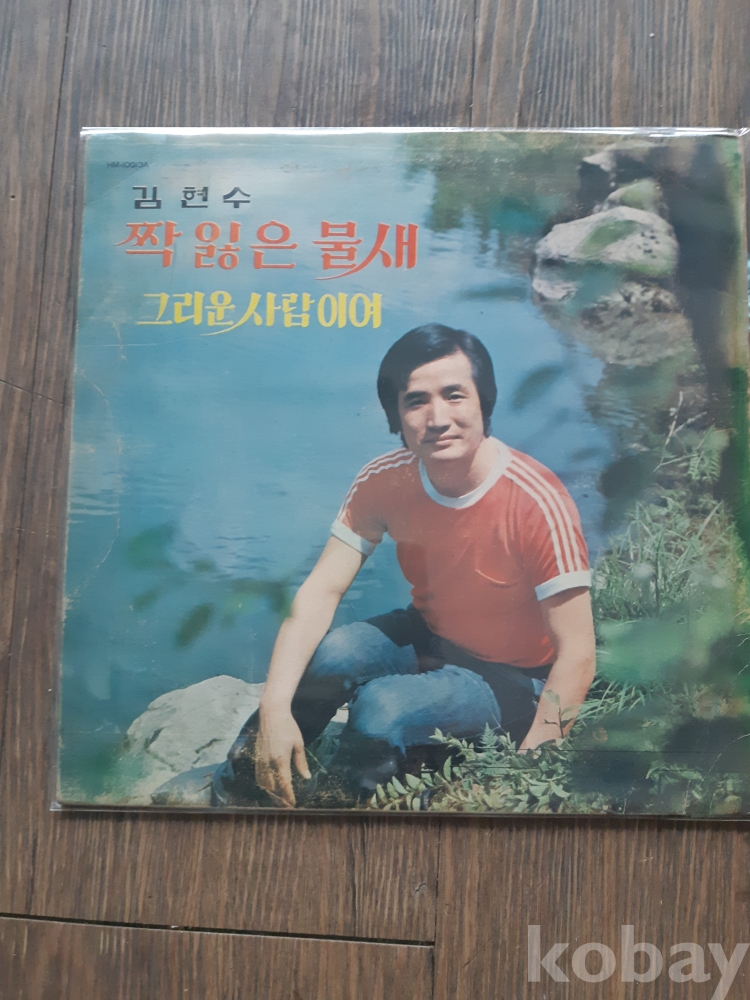 김현수
짝 잃은 물새
그리운 사람이여
kobay